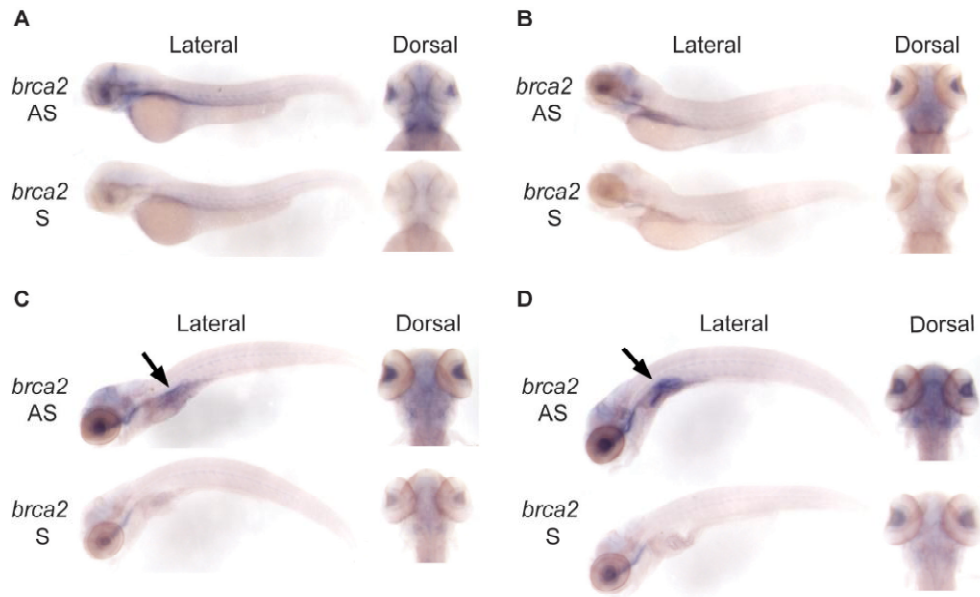 A
Lateral
Dorsal
brca2
AS
brca2
S
B
Lateral
Dorsal
brca2
AS
brca2
S
C
Lateral
Dorsal
brca2
AS
brca2
S
D
Lateral
Dorsal
brca2
AS
brca2
S